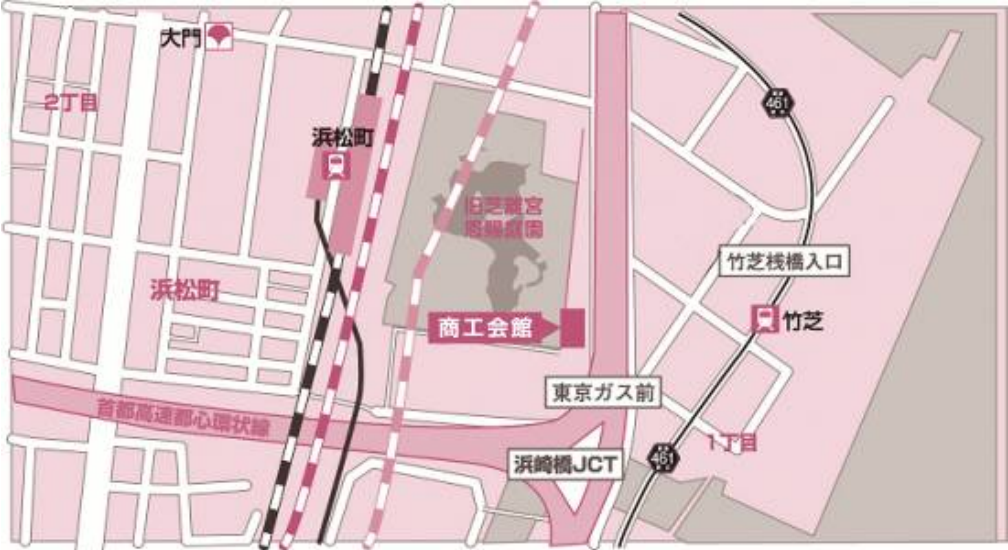 大門
2丁目
浜松町
461
旧芝離宮
恩賜庭園
竹芝桟橋入口
浜松町
商工会館
竹芝
東京ガス前
首都高速都心環状線
浜崎橋JCT
461
1丁目